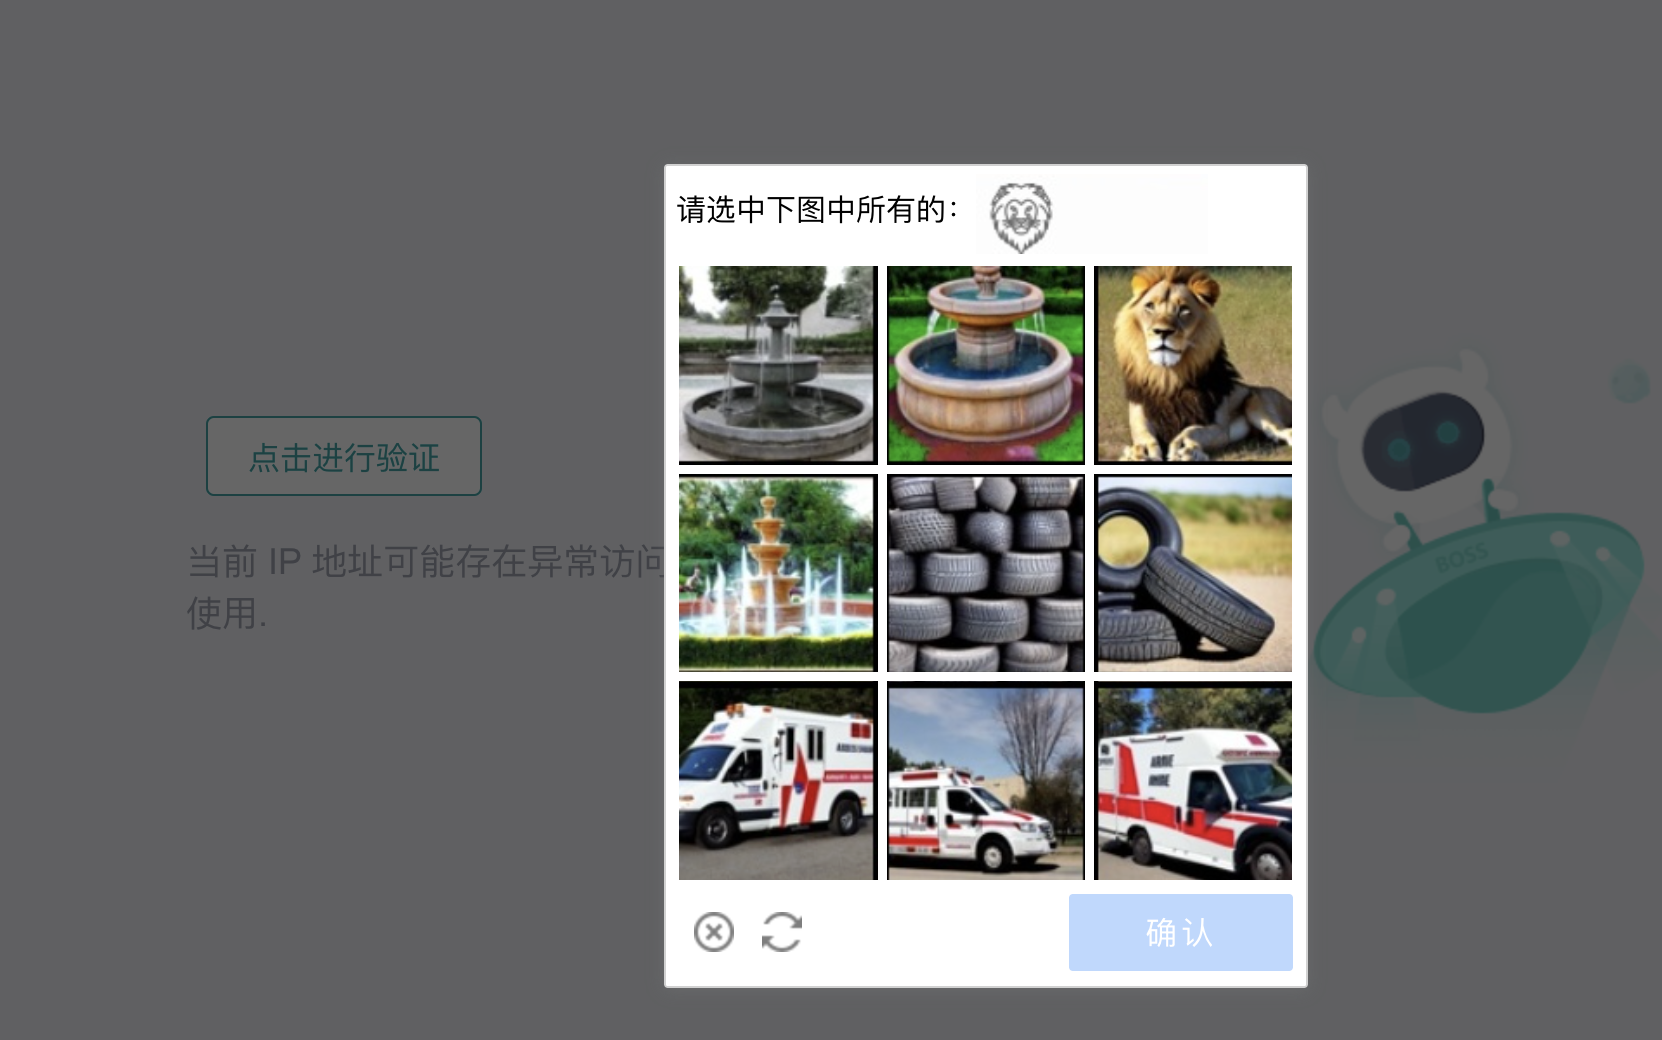 请选中下图中所有的：
点击进行验证
当前 IP 地址可能存在异常访问
使用.
BOSS
确认